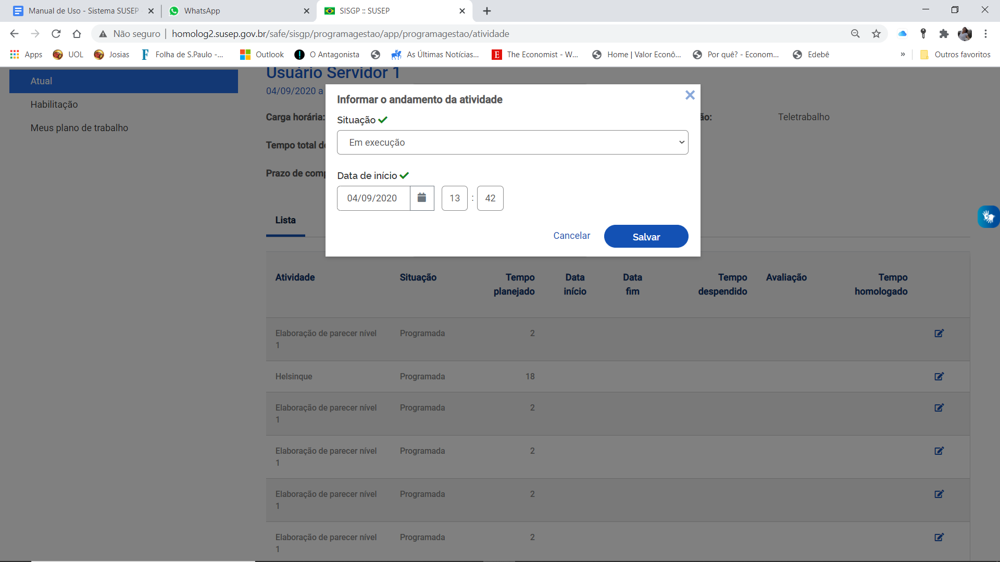 Manual de Uso - Sistema SUSEP
WhatsApp
SISGP :: SUSEP
Não seguro
homolog2.susep.gov.br/safe/sisgp/programagestao/app/programagestao/atividade
Apps
UOL
Josias
Folha de S.Paulo -...
Outlook
O Antagonista
As Últimas Notícias...
The Economist - W...
Home | Valor Econô...
Por quê? - Econom...
Edebê
»
Outros favoritos
Atual
Habilitação
Meus plano de trabalho
Usuário Servidor 1
04/09/2020 a
Carga horária:
ão:
Teletrabalho
Tempo total de
Prazo de comp
Informar o andamento da atividade
Situação
Em execução
Data de início
04/09/2020
13 : 42
Cancelar
Salvar
Lista
Atividade
Situação
Tempo planejado
Data início
Data fim
Tempo despendido
Avaliação
Tempo homologado
Elaboração de parecer nível 1
Programada
2
Helsinque
Programada
18
Elaboração de parecer nível 1
Programada
2
Elaboração de parecer nível 1
Programada
2
Elaboração de parecer nível 1
Programada
2
Elaboração de parecer nível 1
Programada
2